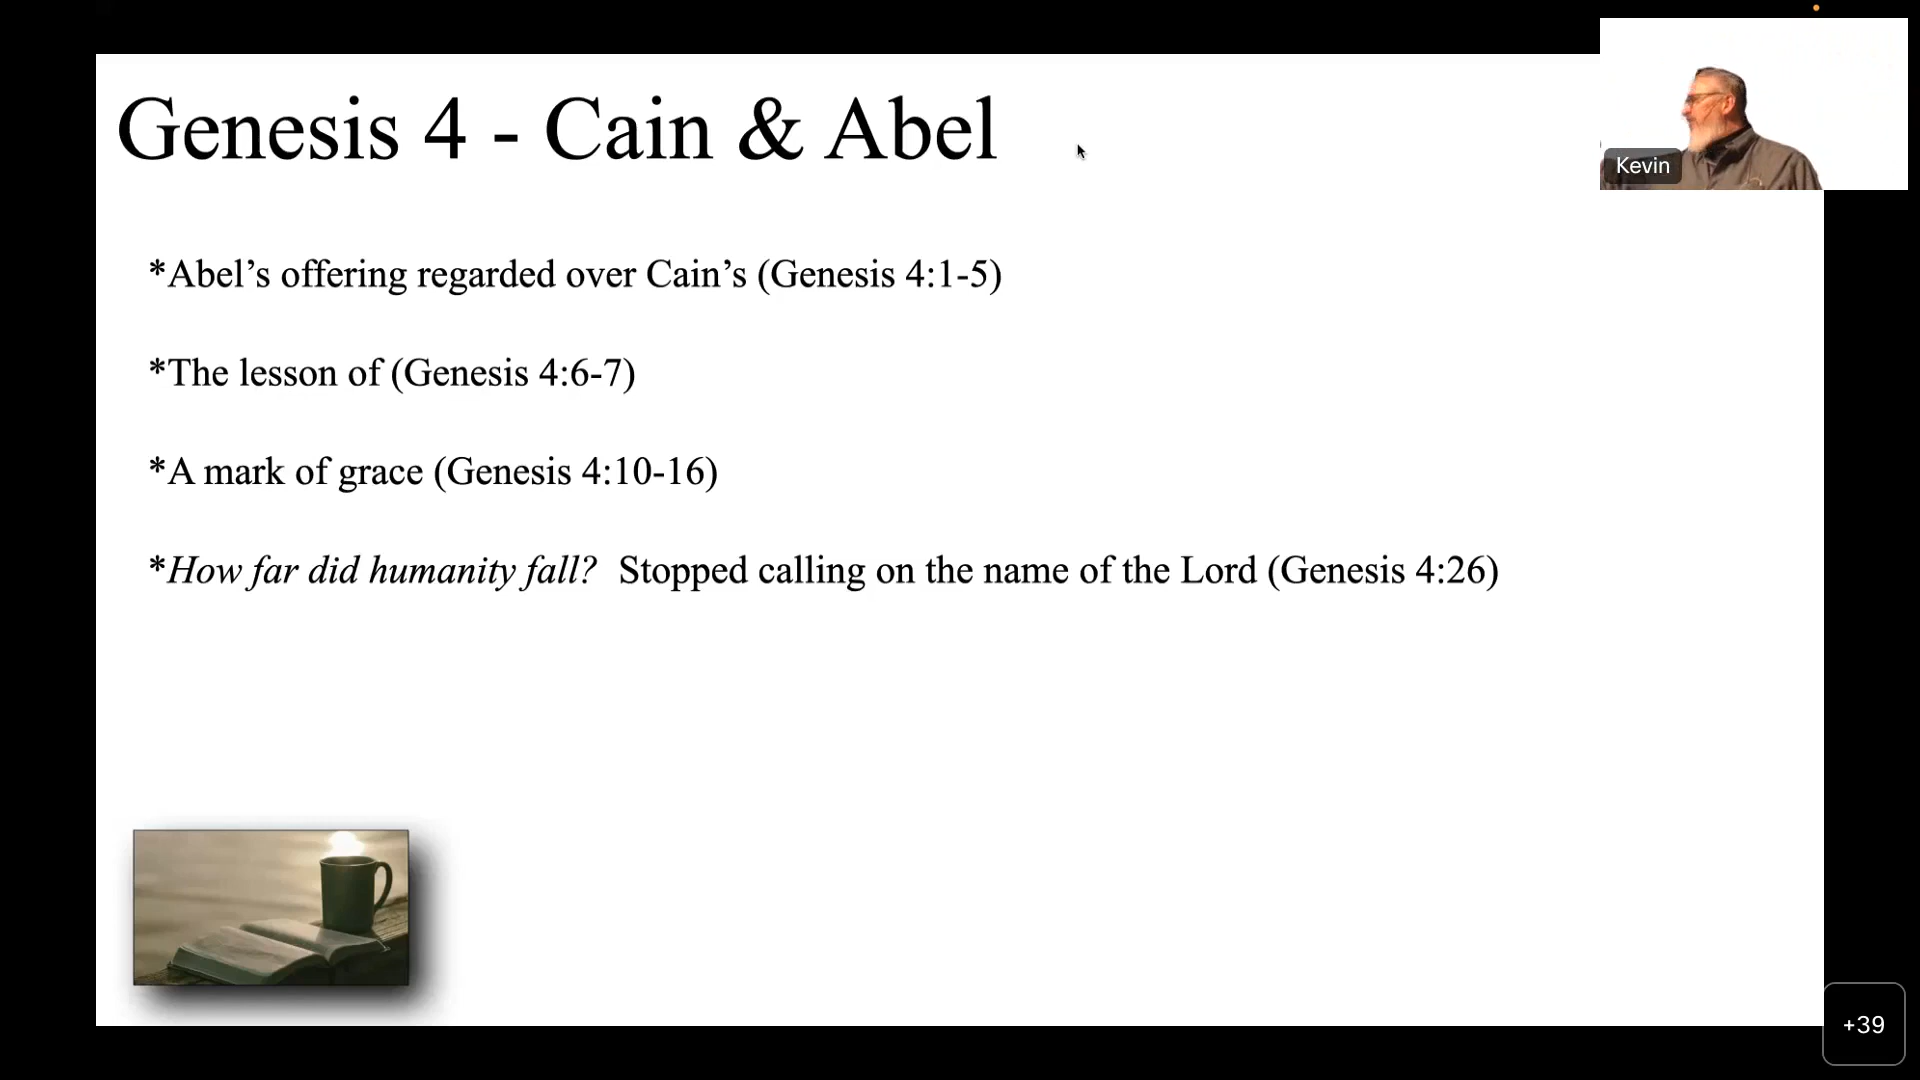 Genesis 4 - Cain & Abel
Kevin
*Abel’s offering regarded over Cain’s (Genesis 4:1-5)
*The lesson of (Genesis 4:6-7)
*A mark of grace (Genesis 4:10-16)
*How far did humanity fall?  Stopped calling on the name of the Lord (Genesis 4:26)
+39